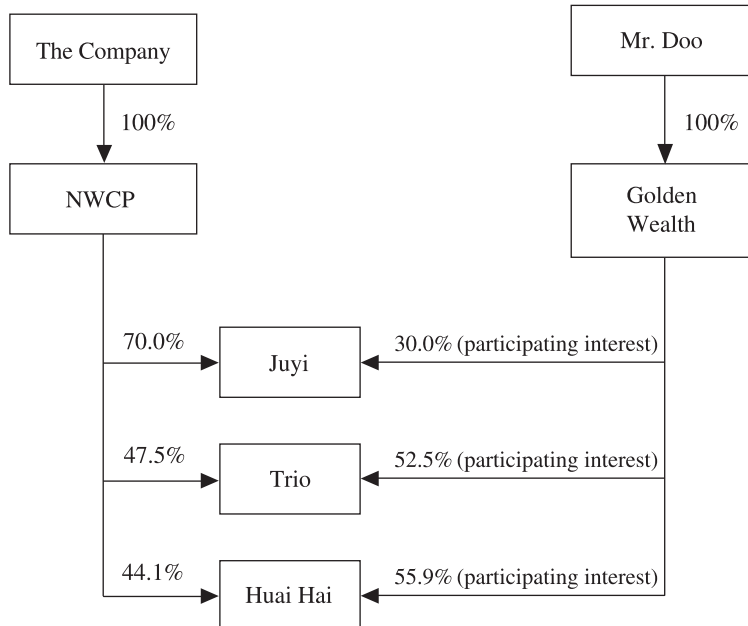 The Company
Mr. Doo
100%
100%
NWCP
Golden
Wealth
70.0%
Juyi
30.0% (participating interest)
47.5%
Trio
52.5% (participating interest)
44.1%
Huai Hai
55.9% (participating interest)